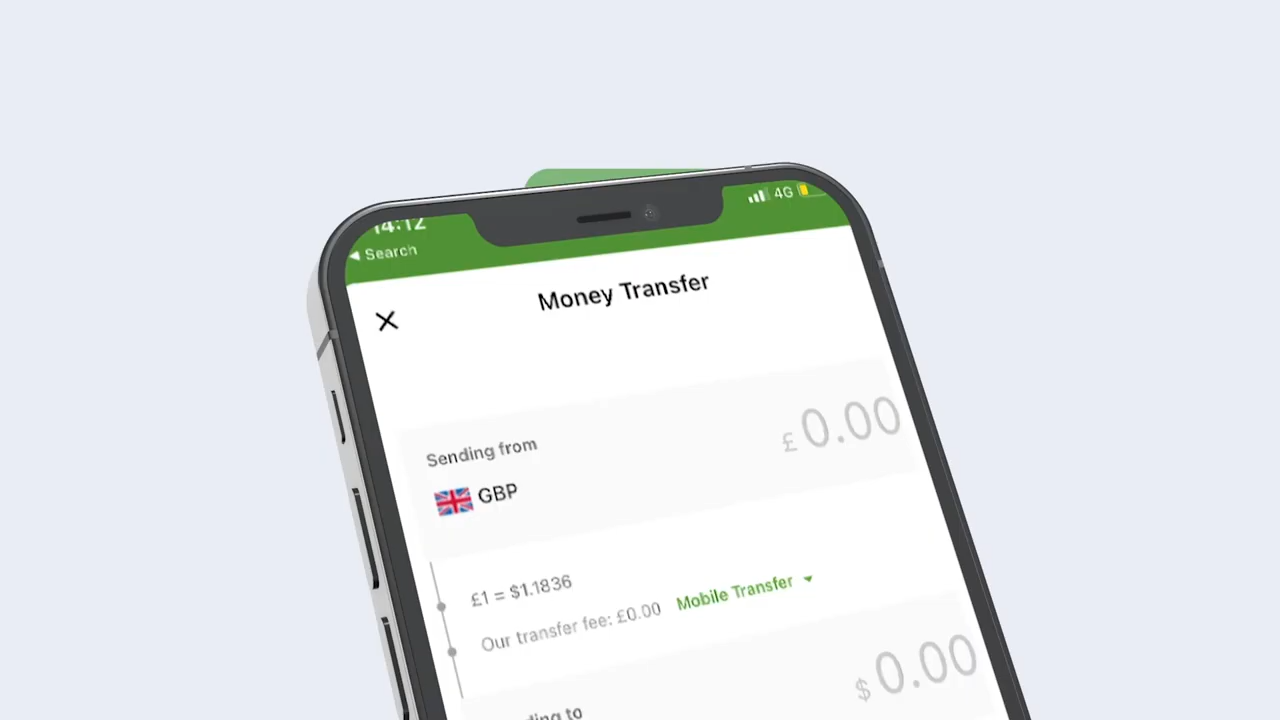 14:12
4G
◀ Search
Money Transfer
£ 0.00
Sending from
GBP
£1 = $1.1836
Our transfer fee: £0.00 Mobile Transfer
$ 0.00
to